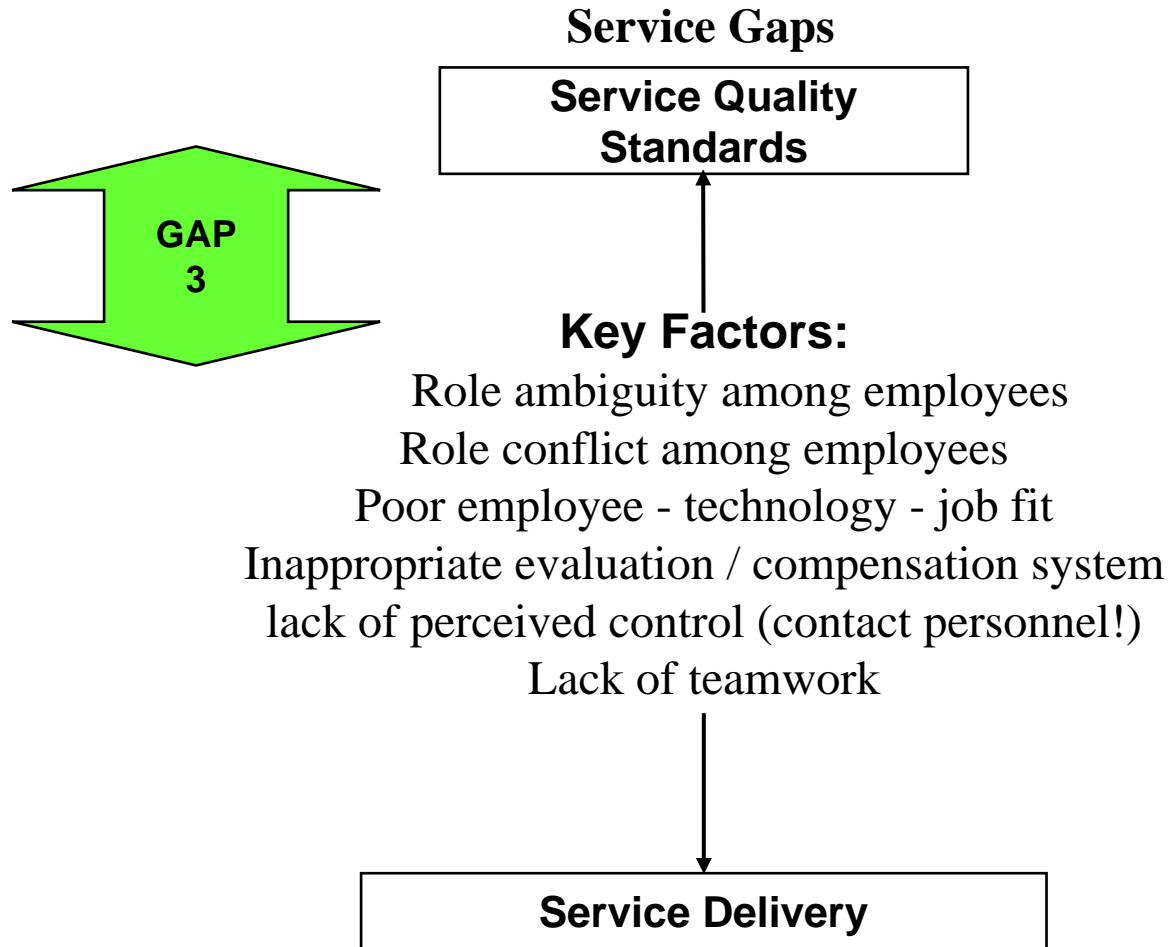 Service Gaps
Service Quality
Standards
GAP
3
Key Factors:
Role ambiguity among employees
Role conflict among employees
Poor employee - technology - job fit
Inappropriate evaluation / compensation system
lack of perceived control (contact personnel!)
Lack of teamwork
Service Delivery